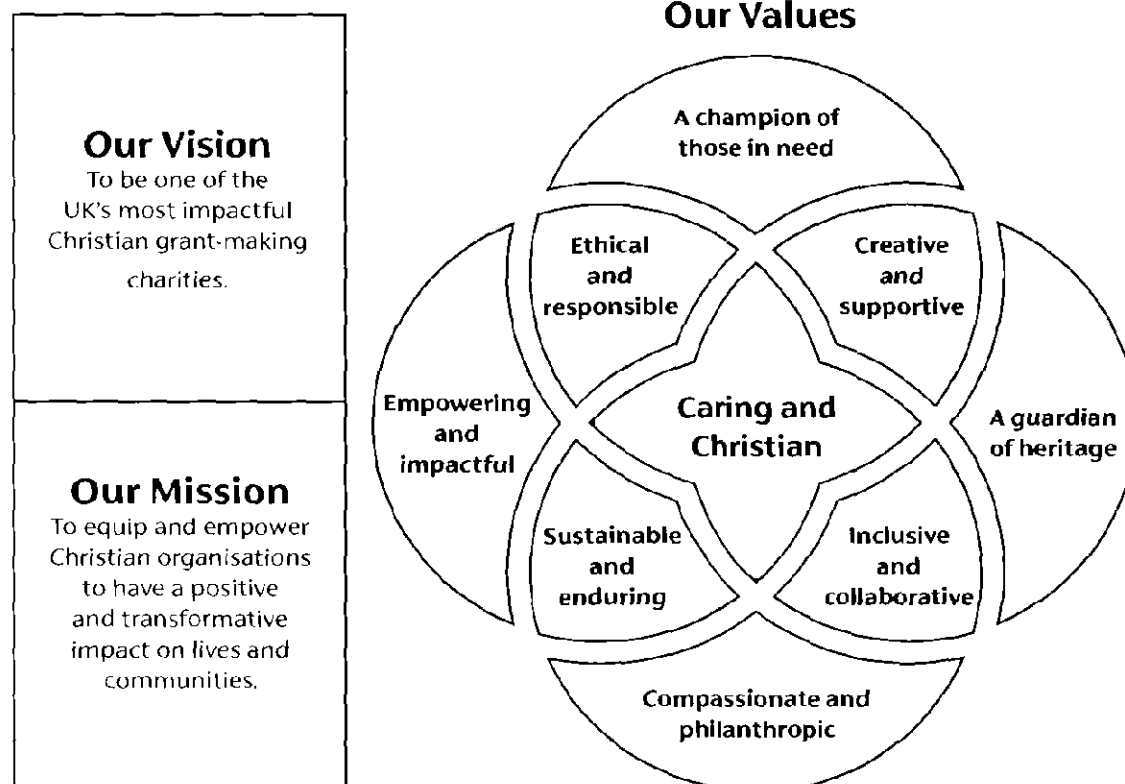 Our Vision
To be one of the
UK's most impactful
Christian grant-making
charities.
Our Mission
To equip and empower
Christian organisations
to have a positive
and transformative
impact on lives and
communities.
Our Values
A champion of
those in need
Ethical
and
responsible
Creative
and
supportive
Empowering
and
impactful
Caring and
Christian
A guardian
of heritage
Sustainable
and
enduring
Inclusive
and
collaborative
Compassionate and
philanthropic